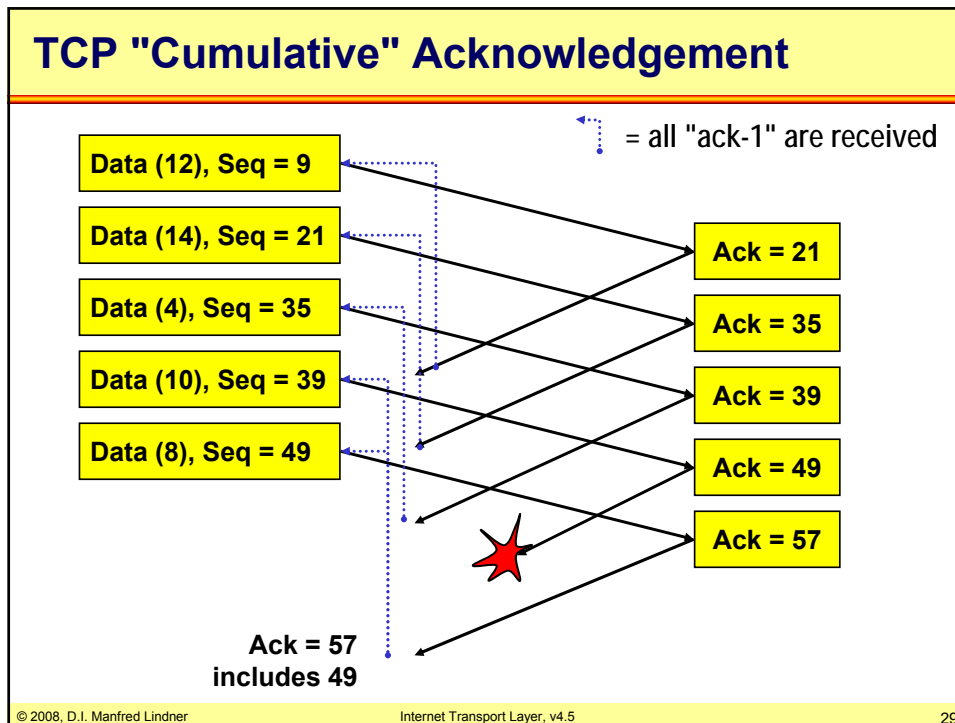 TCP "Cumulative" Acknowledgement
= all "ack-1" are received
Data (12), Seq = 9
Data (14), Seq = 21
Data (4), Seq = 35
Data (10), Seq = 39
Data (8), Seq = 49
Ack = 21
Ack = 35
Ack = 39
Ack = 49
Ack = 57
Ack = 57
includes 49
© 2008, D.I. Manfred Lindner
Internet Transport Layer, v4.5
29